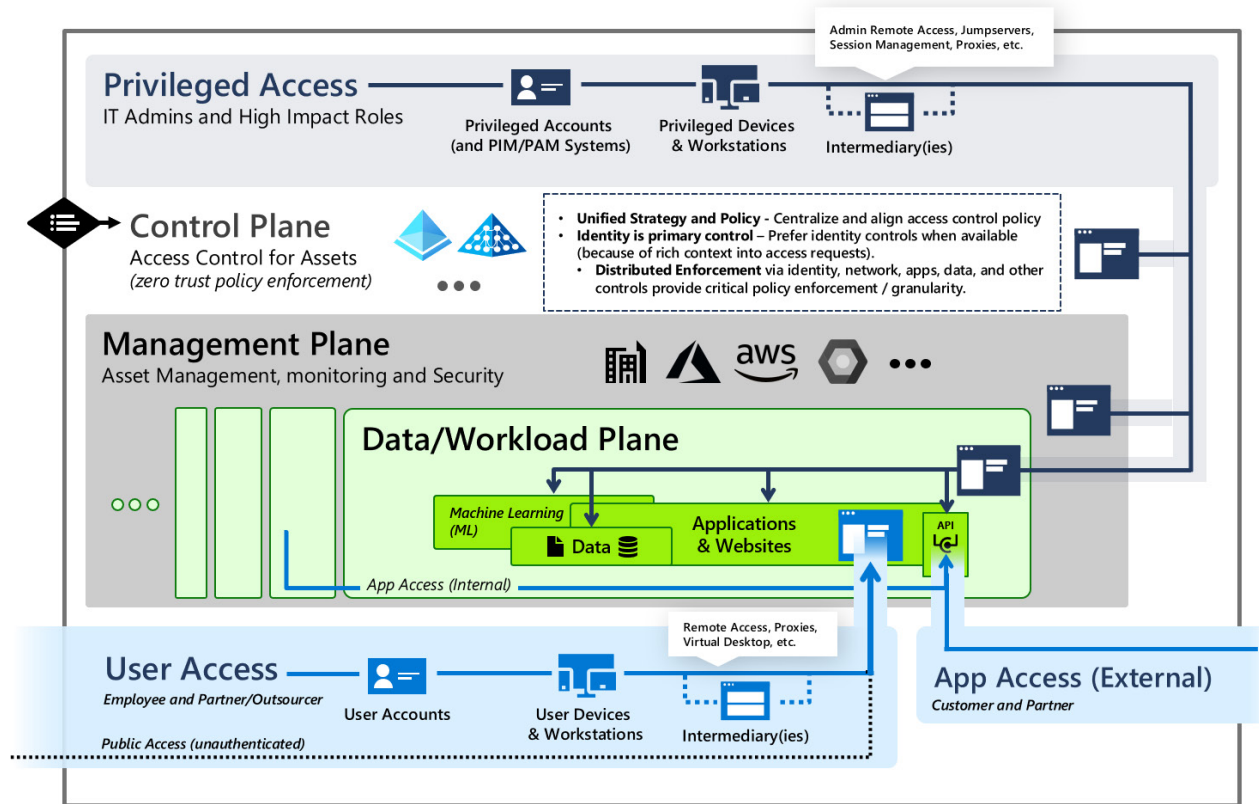 Admin Remote Access, Jumpservers,
Session Management, Proxies, etc.
Privileged Access
IT Admins and High Impact Roles
Privileged Accounts
(and PIM/PAM Systems)
Privileged Devices
& Workstations
Intermediary(ies)
Control Plane
Access Control for Assets
(zero trust policy enforcement)
• Unified Strategy and Policy - Centralize and align access control policy
• Identity is primary control – Prefer identity controls when available
(because of rich context into access requests).
• Distributed Enforcement via identity, network, apps, data, and other
controls provide critical policy enforcement / granularity.
Management Plane
Asset Management, monitoring and Security
aws
Data/Workload Plane
Machine Learning
(ML)
Data
Applications
& Websites
API
App Access (Internal)
Remote Access, Proxies,
Virtual Desktop, etc.
User Access
Employee and Partner/Outsourcer
User Accounts
User Devices
& Workstations
Intermediary(ies)
Public Access (unauthenticated)
App Access (External)
Customer and Partner